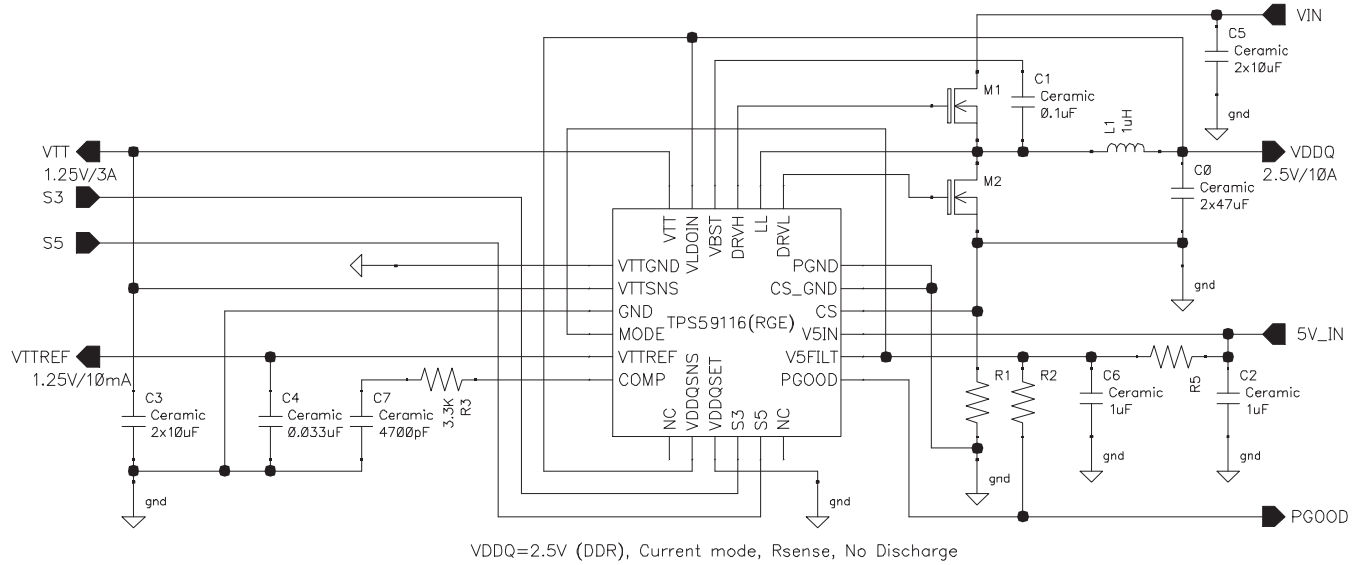 VIN
C5
Ceramic
2x10uF
gnd
C1
Ceramic
0.1uF
M1
L1
1uH
VTT
1.25V/3A
VDDQ
2.5V/10A
C0
Ceramic
2x47uF
gnd
M2
S3
S5
VTT
VLDOIN
VBST
DRVH
LL
DRVL
VTTGND
VTTSNS
GND
MODE
VTTREF
COMP
TPS59116(RGE)
PGND
CS_GND
CS
V5IN
V5FILT
PGOOD
NC
VDDQSNS
VDDQSET
S3
S5
NC
5V_IN
VTTREF
1.25V/10mA
C3
Ceramic
2x10uF
C4
Ceramic
0.033uF
C7
Ceramic
4700pF
3.3K
R3
R1
R2
C6
Ceramic
1uF
R5
C2
Ceramic
1uF
gnd
gnd
gnd
gnd
gnd
PGOOD
VDDQ=2.5V (DDR), Current mode, Rsense, No Discharge